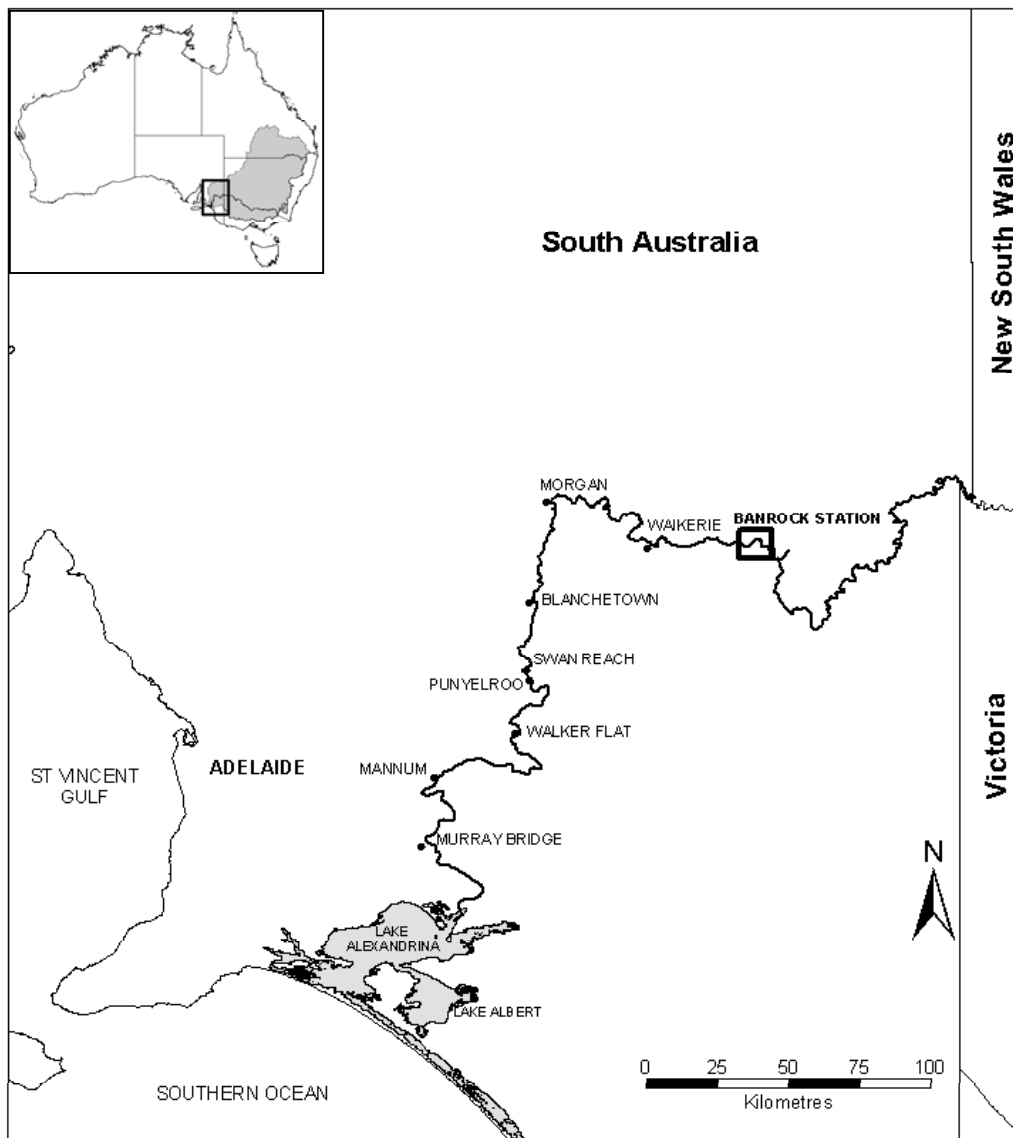 South Australia
New South Wales
MORGAN
WAIKERIE
BANROCK STATION
BLANCHETOWN
SWAN REACH
PUNYELROO
WALKER FLAT
Victoria
ST VINCENT
GULF
ADELAIDE
MANNUM
MURRAY BRIDGE
N
LAKE
ALEXANDRINA
LAKE ALBERT
SOUTHERN OCEAN
0 25 50 75 100
Kilometres